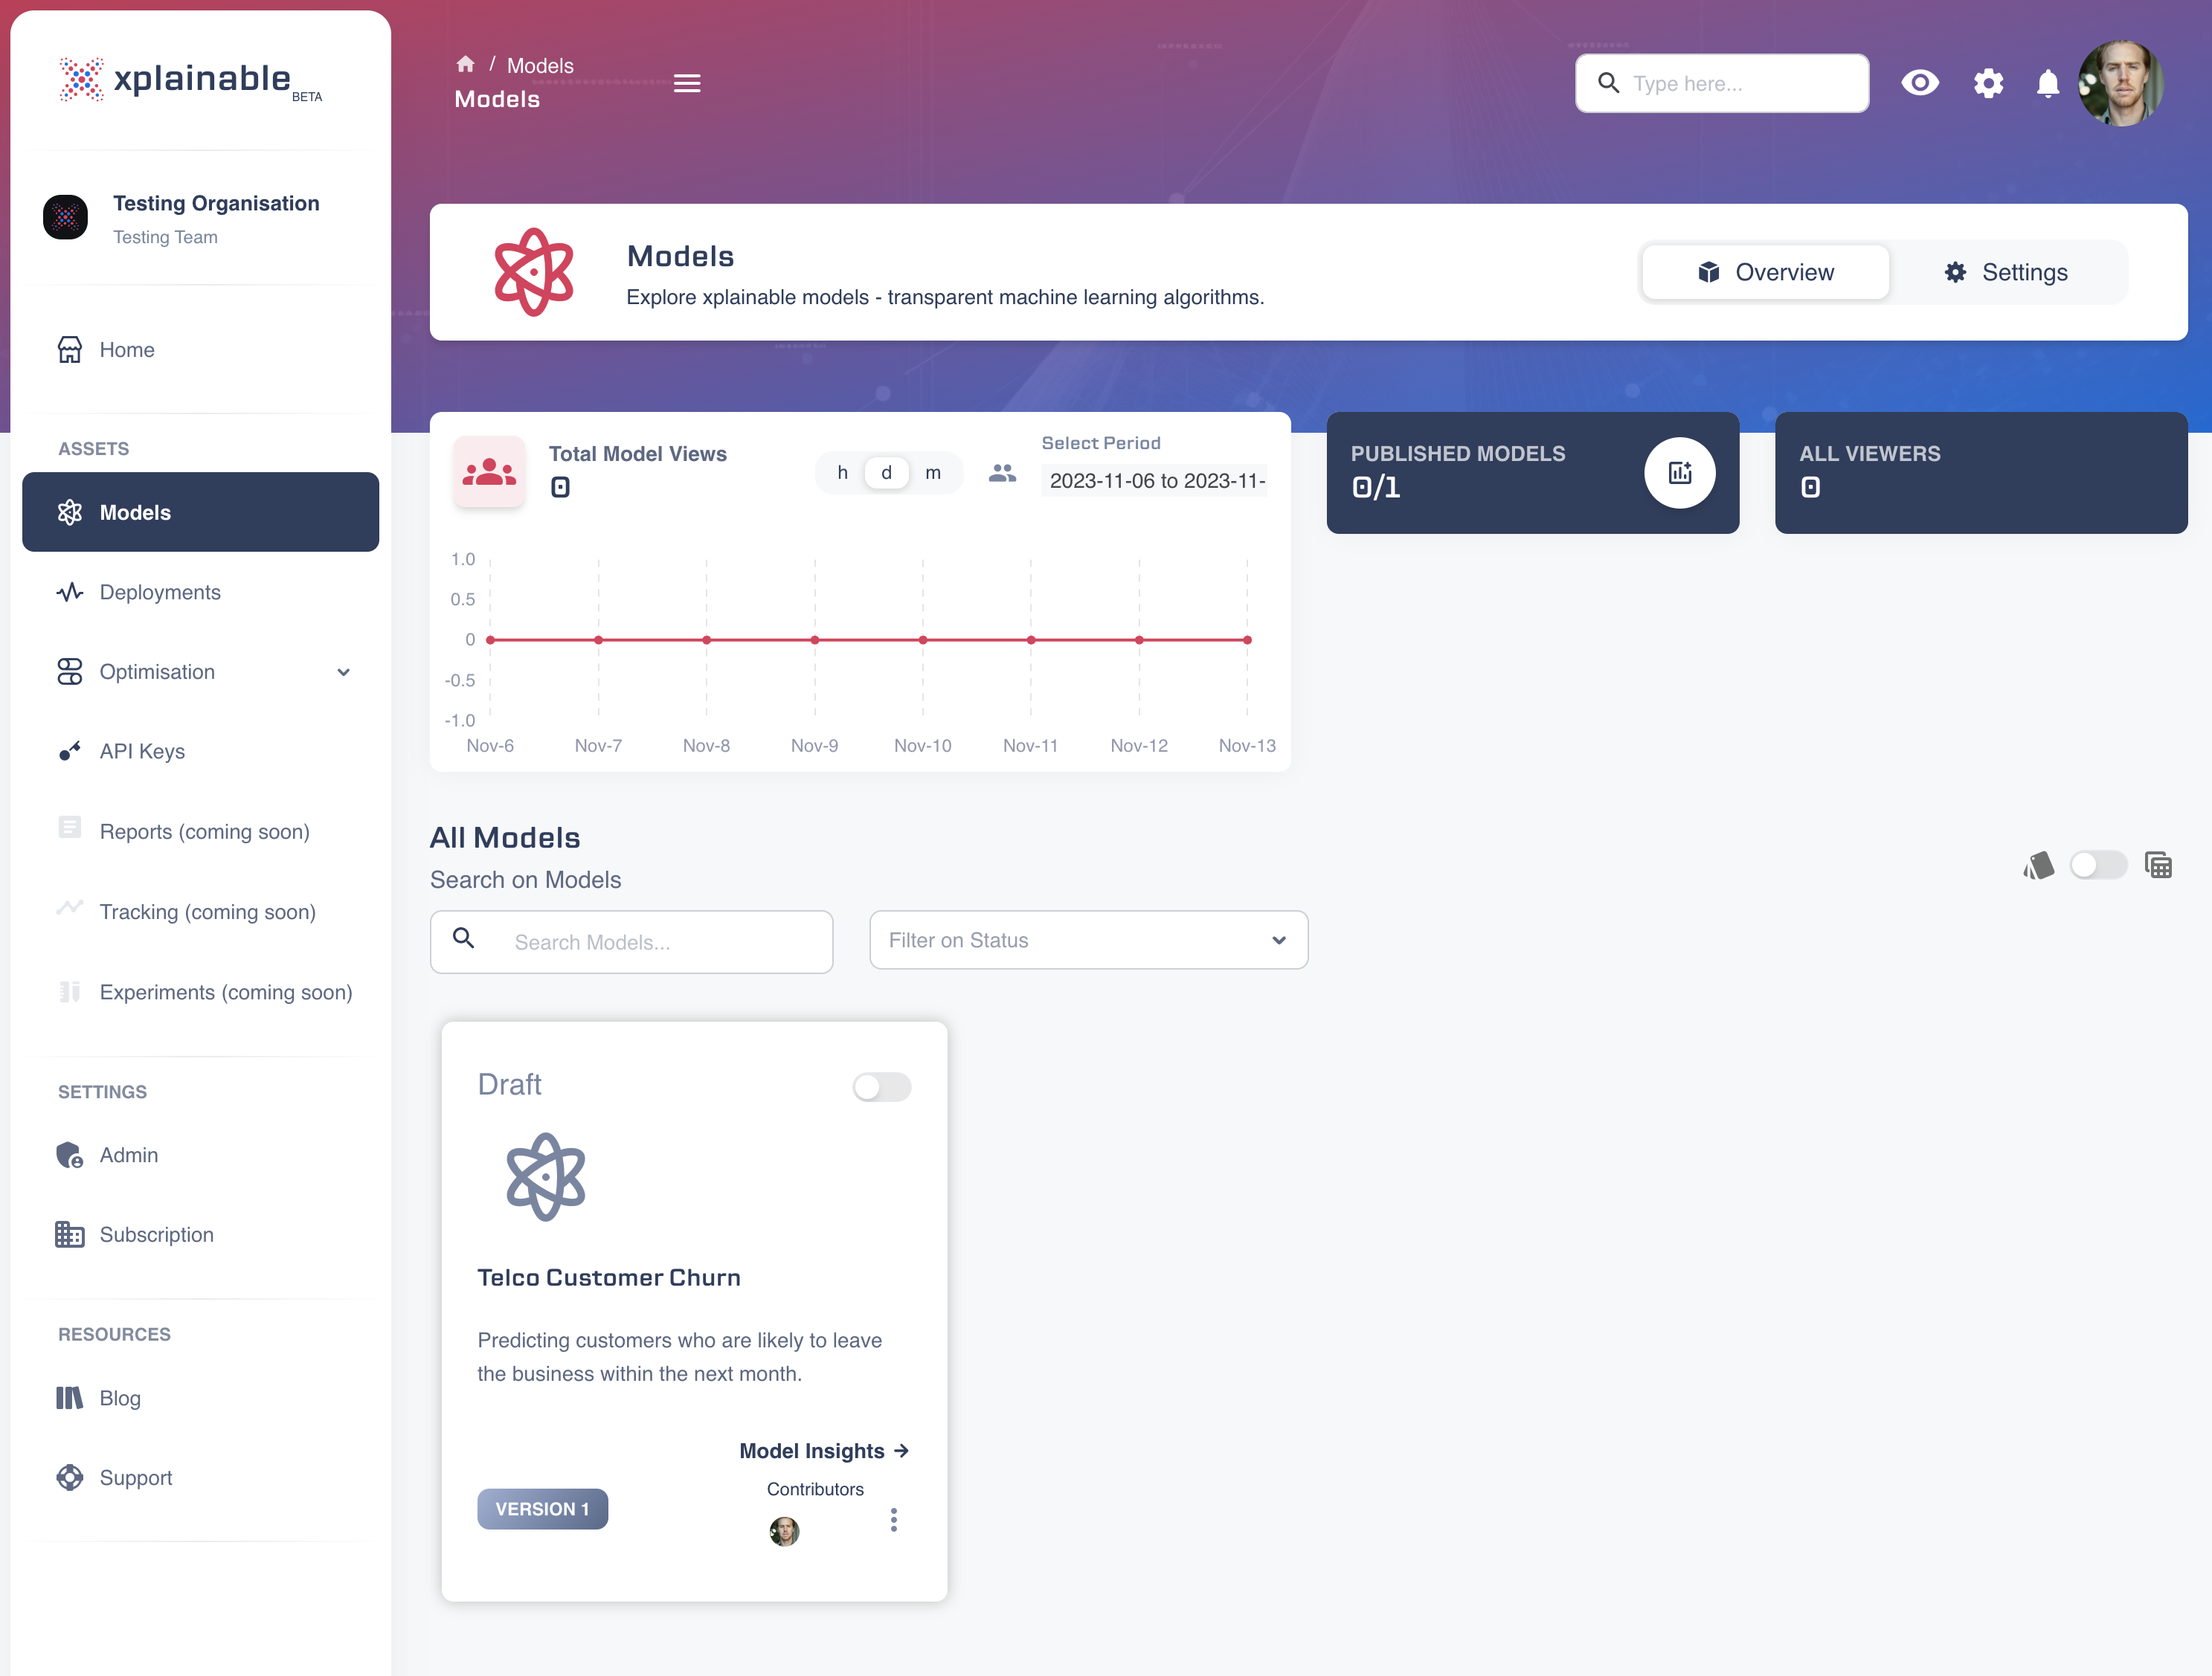 xplainable
BETA
Testing Organisation
Testing Team
Home
ASSETS
Models
Deployments
Optimisation
API Keys
Reports (coming soon)
Tracking (coming soon)
Experiments (coming soon)
SETTINGS
Admin
Subscription
RESOURCES
Blog
Support
/ Models
Models
Type here...
Models
Explore xplainable models - transparent machine learning algorithms.
Overview
Settings
Total Model Views
0
h d m
Select Period
2023-11-06 to 2023-11-
1.0
0.5
0
-0.5
-1.0
Nov-6 Nov-7 Nov-8 Nov-9 Nov-10 Nov-11 Nov-12 Nov-13
PUBLISHED MODELS
0/1
ALL VIEWERS
0
All Models
Search on Models
Search Models...
Filter on Status
Draft
Telco Customer Churn
Predicting customers who are likely to leave
the business within the next month.
Model Insights
Contributors
VERSION 1